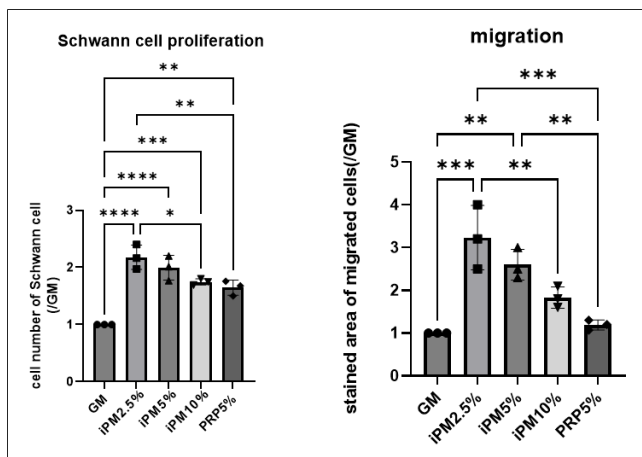 Schwann cell proliferation
**
**
***
****
**** *
cell number of Schwann cell
(/GM)
3
2
1
0
GM
iPM2.5%
iPM5%
iPM10%
PRP5%
migration
***
** **
*** **
stained area of migrated cells(/GM)
5
4
3
2
1
0
GM
iPM2.5%
iPM5%
iPM10%
PRP5%